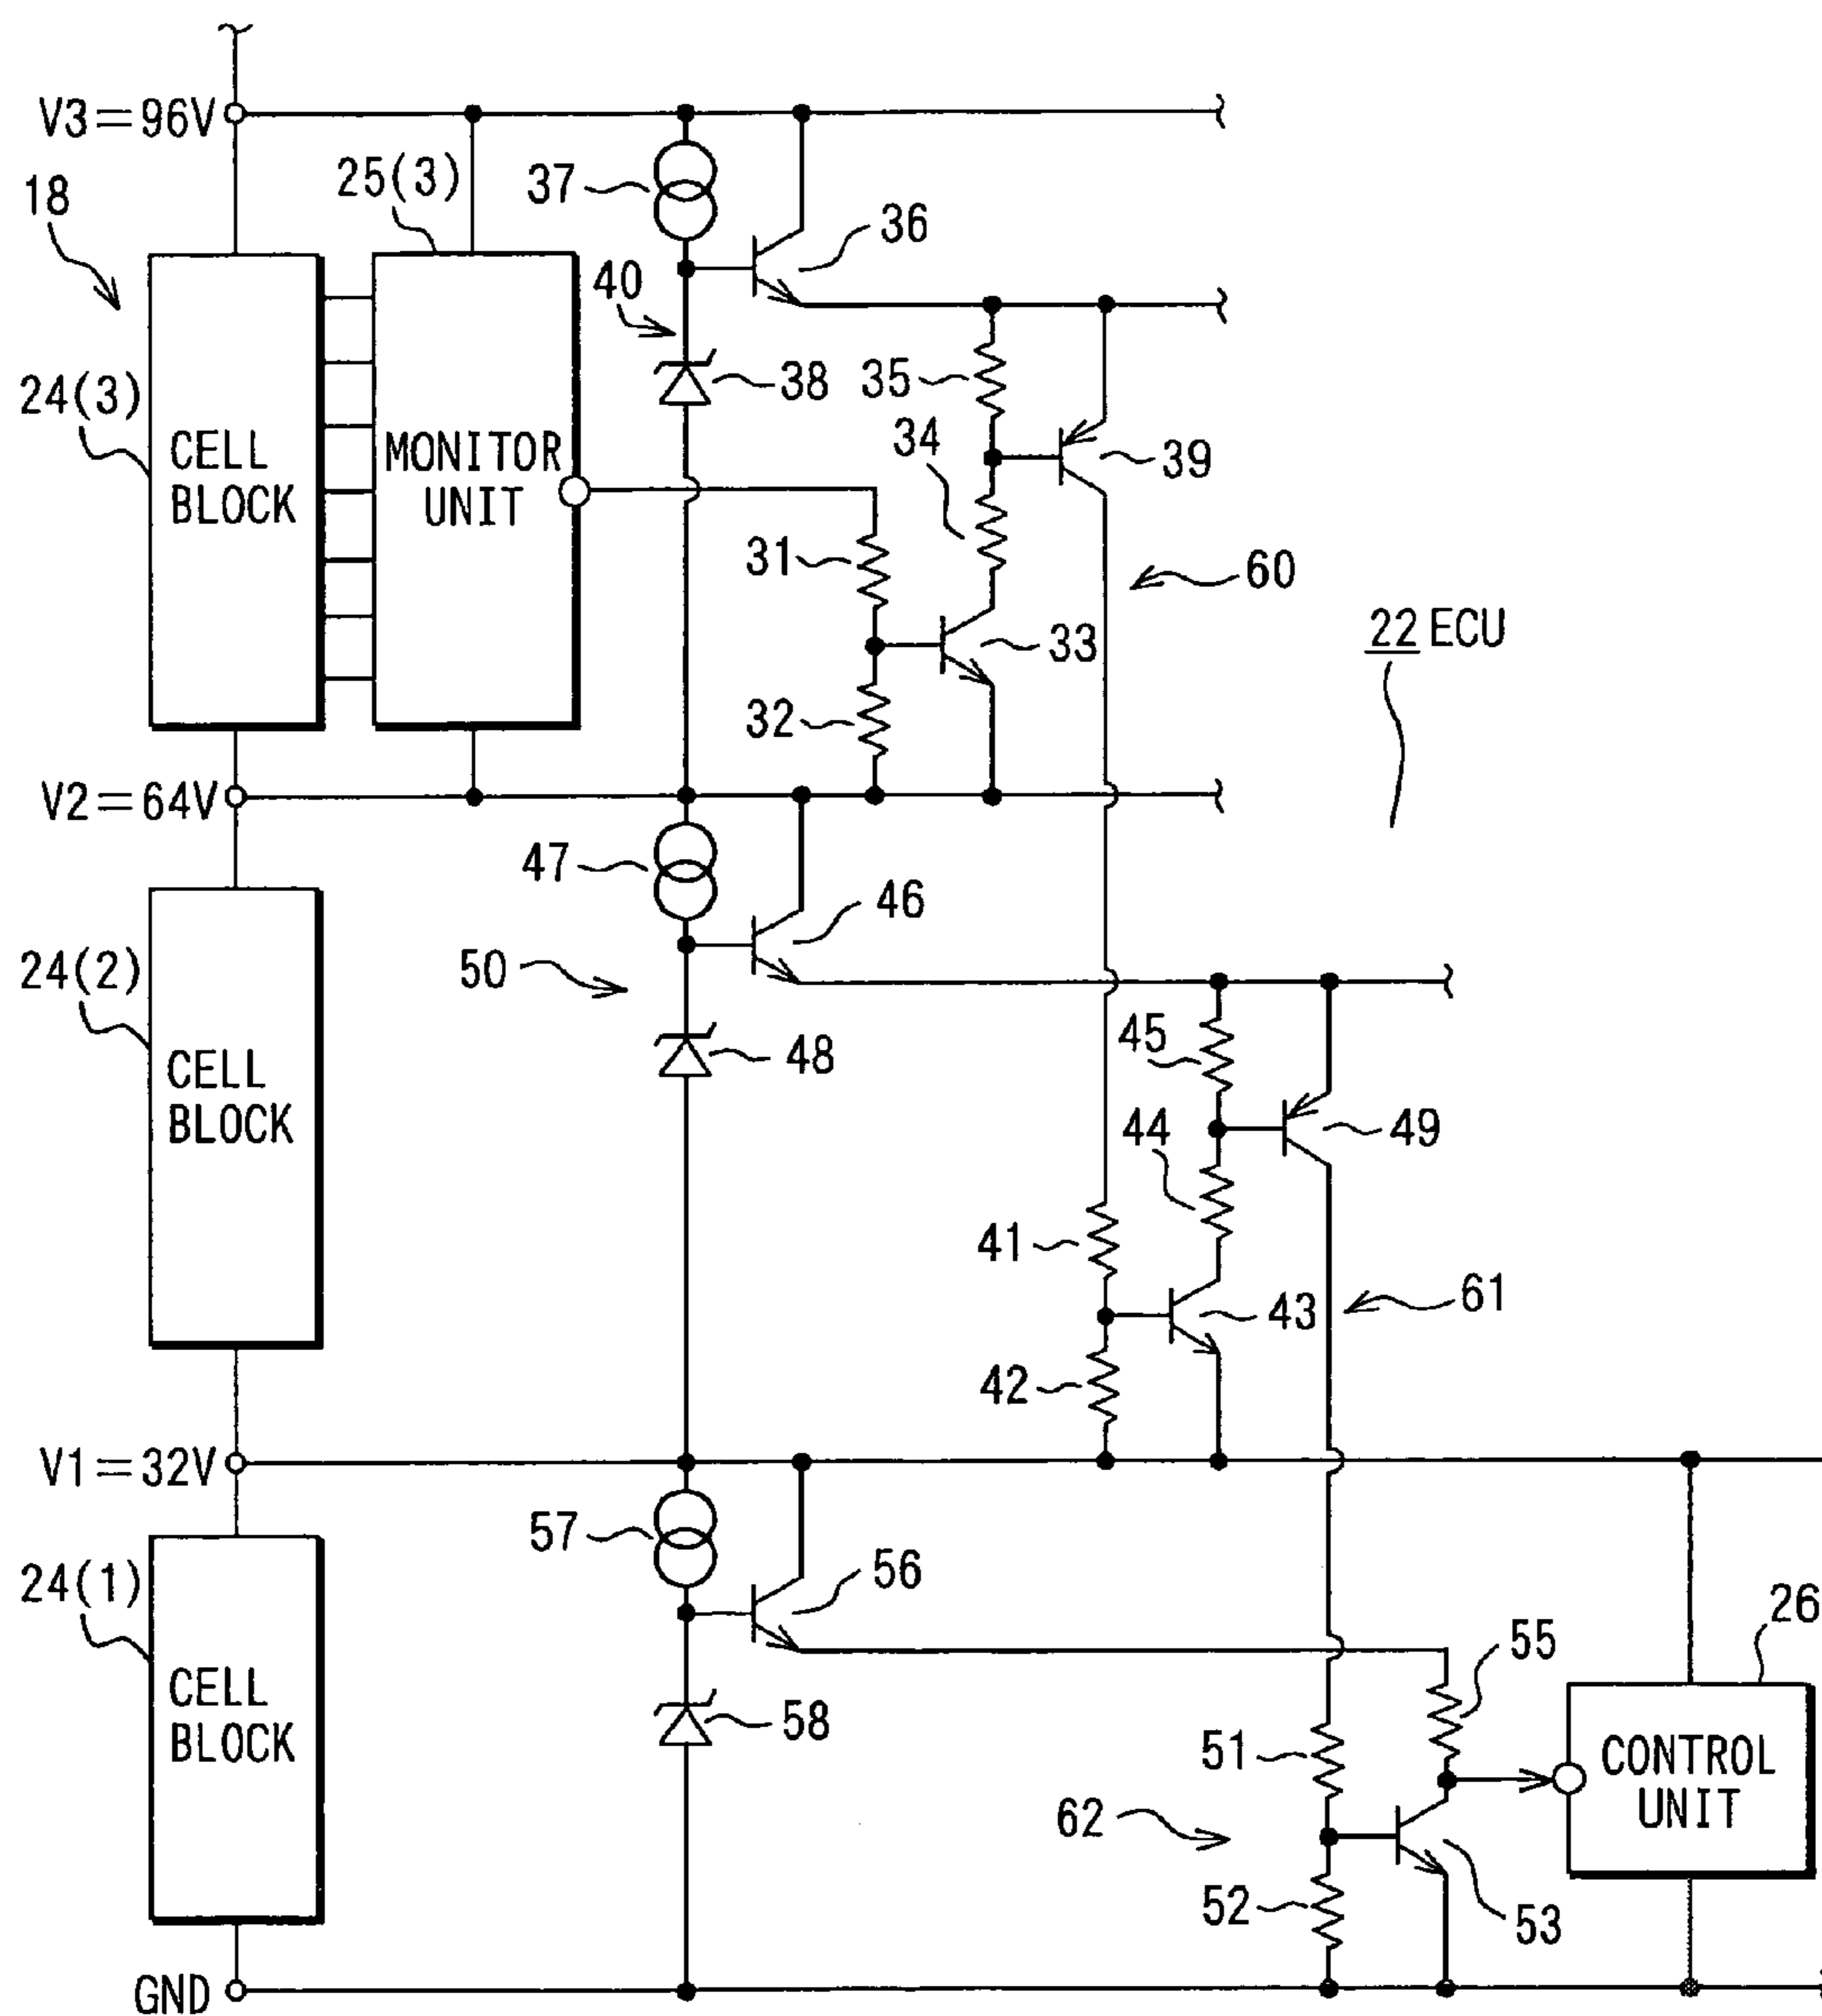 V3=96V
25(3)
37
18
36
40
24(3)
38
35
34
39
CELL
BLOCK
MONITOR
UNIT
31
60
33
22 ECU
32
V2=64V
47
46
50
24(2)
48
45
CELL
BLOCK
44
49
41
43
61
42
V1=32V
57
56
24(1)
26
55
CELL
BLOCK
58
51
CONTROL
UNIT
62
52
53
GND